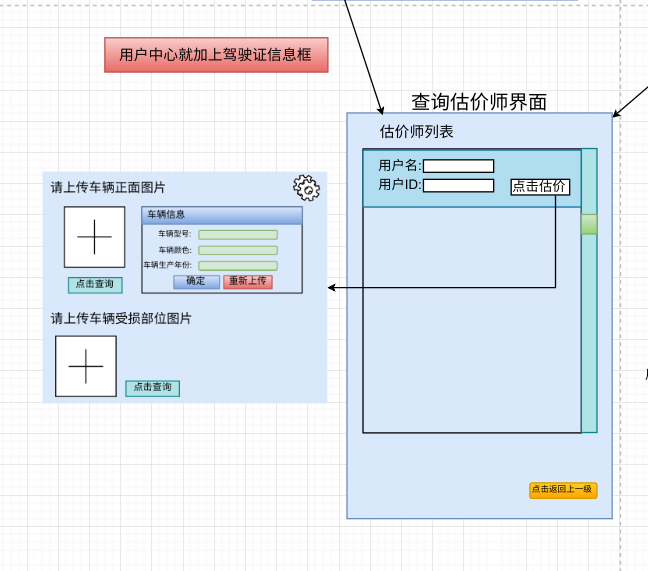 用户中心就加上驾驶证信息框
查询估价师界面
估价师列表
用户名:
用户ID:
点击估价
点击返回上一级
请上传车辆正面图片
点击查询
车辆信息
车辆型号:
车辆颜色:
车辆生产年份:
确定
重新上传
请上传车辆受损部位图片
点击查询